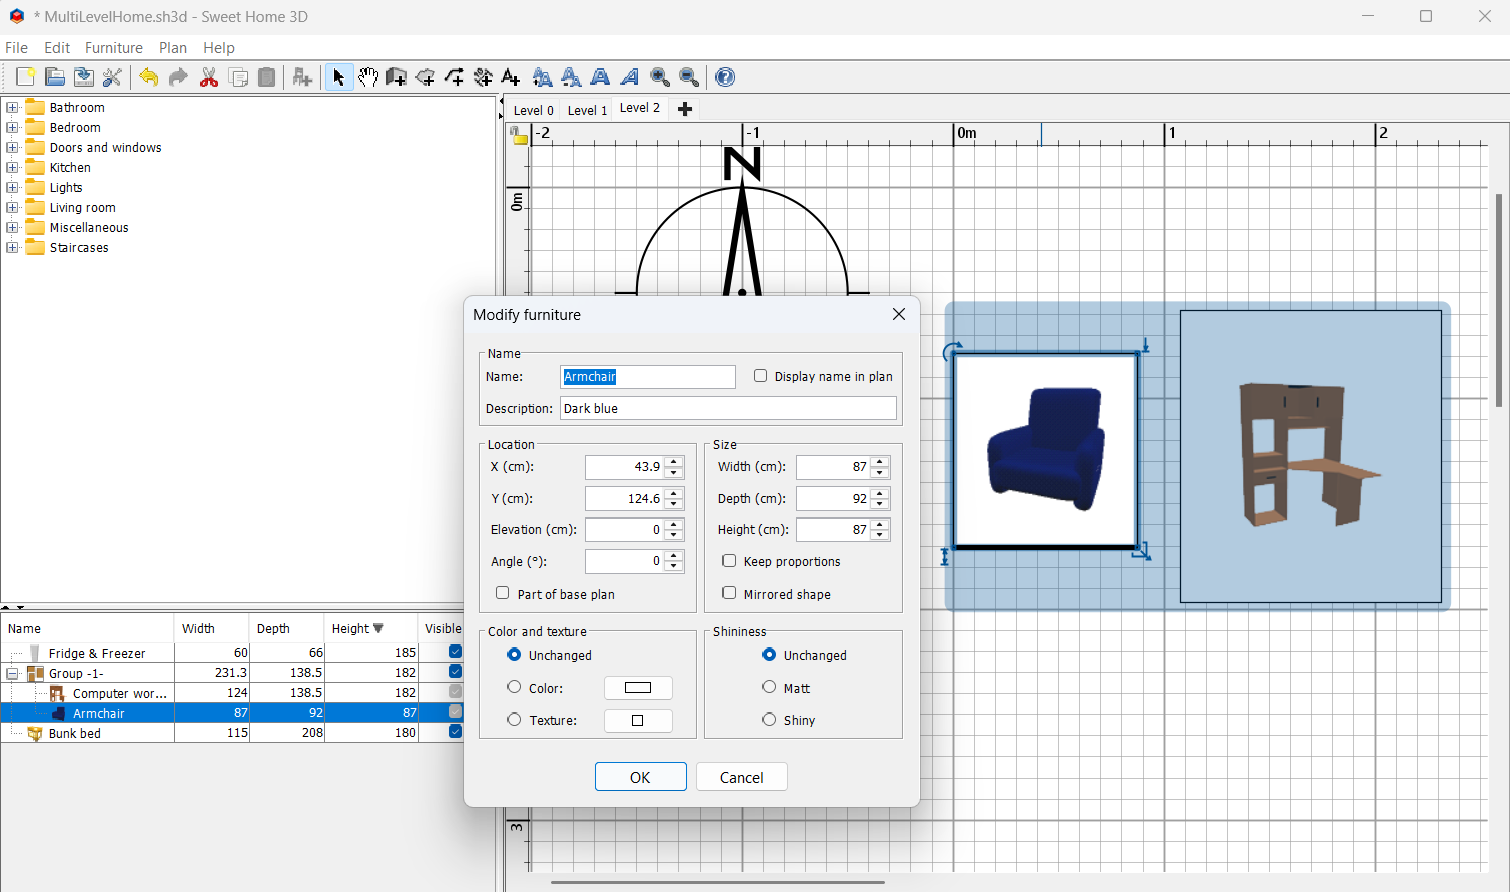 * MultiLevelHome.sh3d - Sweet Home 3D
File Edit Furniture Plan Help
Bathroom
Bedroom
Doors and windows
Kitchen
Lights
Living room
Miscellaneous
Staircases
Level 0 Level 1 Level 2
-2 -1 0m 1 2
0m
N
3
Modify furniture
Name
Name: Armchair Display name in plan
Description: Dark blue
Location
X (cm): 43.9
Y (cm): 124.6
Elevation (cm): 0
Angle (°): 0
Part of base plan
Size
Width (cm): 87
Depth (cm): 92
Height (cm): 87
Keep proportions
Mirrored shape
Color and texture
Unchanged
Color:
Texture:
Shininess
Unchanged
Matt
Shiny
OK Cancel
Name Width Depth Height Visible
Fridge & Freezer 60 66 185
Group -1- 231.3 138.5 182
Computer wor... 124 138.5 182
Armchair 87 92 87
Bunk bed 115 208 180